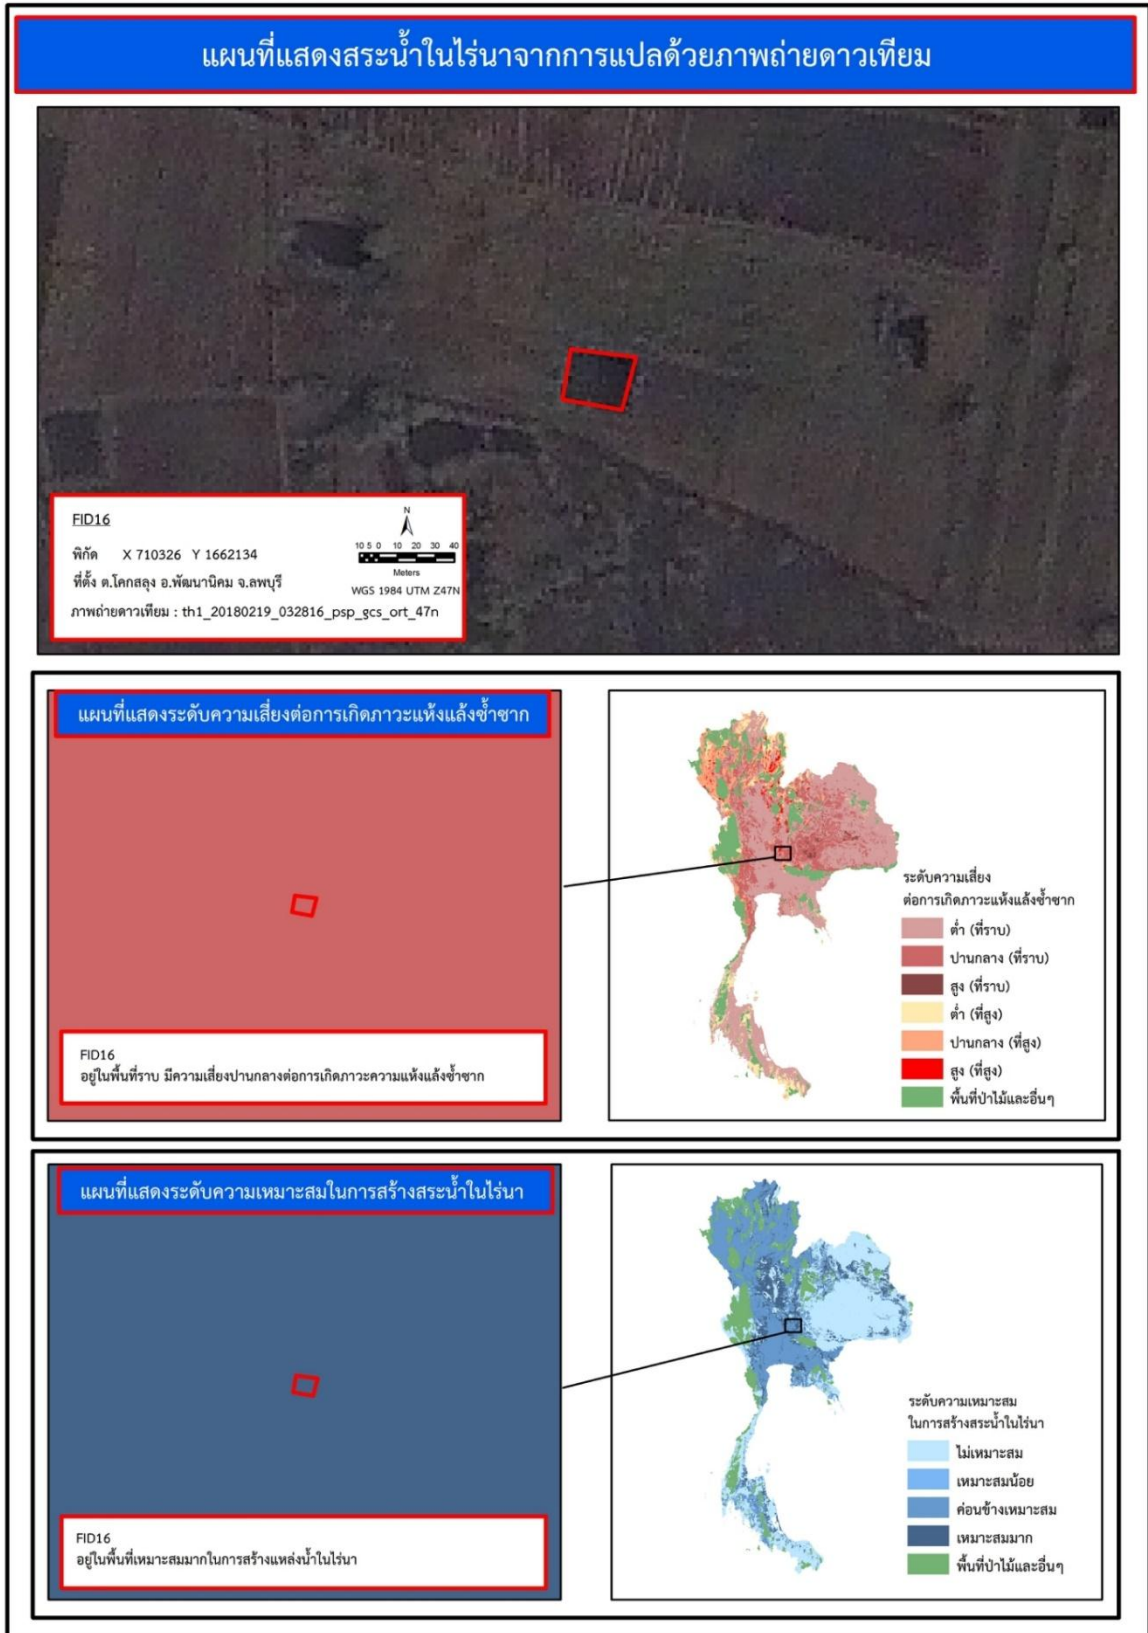 แผนที่แสดงสระน้ำในไร่นาจากการแปลด้วยภาพถ่ายดาวเทียม
FID16
พิกัด X 710326 Y 1662134
ที่ตั้ง ต.โคกสลุง อ.พัฒนานิคม จ.ลพบุรี
ภาพถ่ายดาวเทียม : th1_20180219_032816_psp_gcs_ort_47n
N
10 5 0 10 20 30 40
Meters
WGS 1984 UTM Z47N
แผนที่แสดงระดับความเสี่ยงต่อการเกิดภาวะแห้งแล้งซ้ำซาก
FID16
อยู่ในพื้นที่ราบ มีความเสี่ยงปานกลางต่อการเกิดภาวะความแห้งแล้งซ้ำซาก
ระดับความเสี่ยง
ต่อการเกิดภาวะแห้งแล้งซ้ำซาก
ต่ำ (ที่ราบ)
ปานกลาง (ที่ราบ)
สูง (ที่ราบ)
ต่ำ (ที่สูง)
ปานกลาง (ที่สูง)
สูง (ที่สูง)
พื้นที่ป่าไม้และอื่นๆ
แผนที่แสดงระดับความเหมาะสมในการสร้างสระน้ำในไร่นา
FID16
อยู่ในพื้นที่เหมาะสมมากในการสร้างแหล่งน้ำในไร่นา
ระดับความเหมาะสม
ในการสร้างสระน้ำในไร่นา
ไม่เหมาะสม
เหมาะสมน้อย
ค่อนข้างเหมาะสม
เหมาะสมมาก
พื้นที่ป่าไม้และอื่นๆ